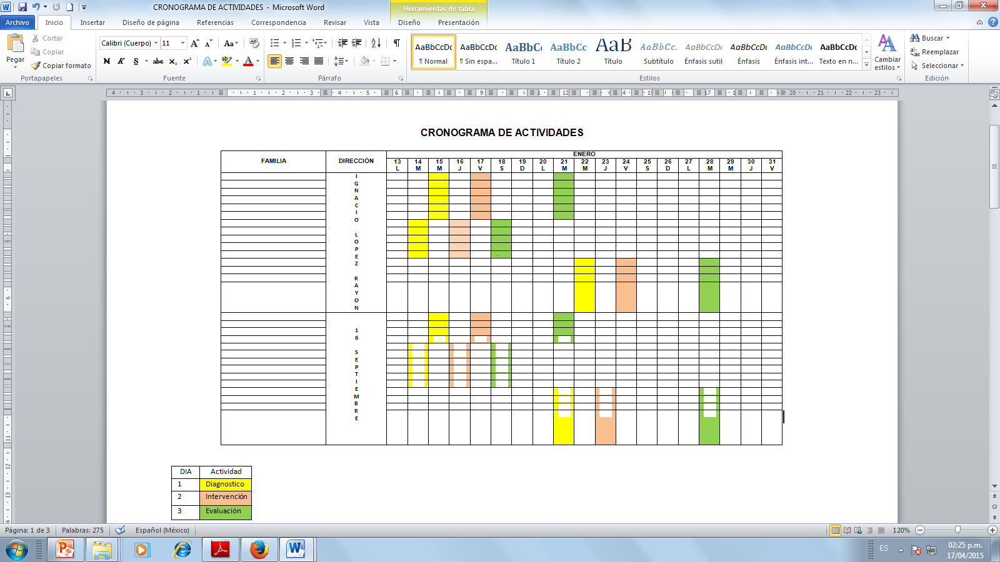 CRONOGRAMA DE ACTIVIDADES - Microsoft Word
Herramientas de tabla
Archivo Inicio Insertar Diseño de página Referencias Correspondencia Revisar Vista Diseño Presentación
Pegar
Cortar
Copiar
Copiar formato
Portapapeles
Calibri (Cuerpo) 11
N K S abc x₂ x²
Fuente
Párrafo
AaBbCcDc AaBbCcDc AaBbC AaBbCc AaB AaBbCc. AaBbCcDc AaBbCcDc AaBbCcDc AaBbCcDc
¶ Normal ¶ Sin espa... Título 1 Título 2 Título Subtítulo Énfasis sutil Énfasis Énfasis int... Texto en n...
Estilos
Cambiar estilos
Buscar
Reemplazar
Seleccionar
Edición
CRONOGRAMA DE ACTIVIDADES
FAMILIA DIRECCIÓN ENERO
13 14 15 16 17 18 19 20 21 22 23 24 25 26 27 28 29 30 31
L M M J V S D L M M J V S D L M M J V
I
G
N
A
C
I
O
L
O
P
E
Z
R
A
Y
O
N
1
6
S
E
P
T
I
E
M
B
R
E
DIA Actividad
1 Diagnostico
2 Intervención
3 Evaluación
Página: 1 de 3 Palabras: 275 Español (México) 120%
ES 02:25 p.m.
17/04/2015